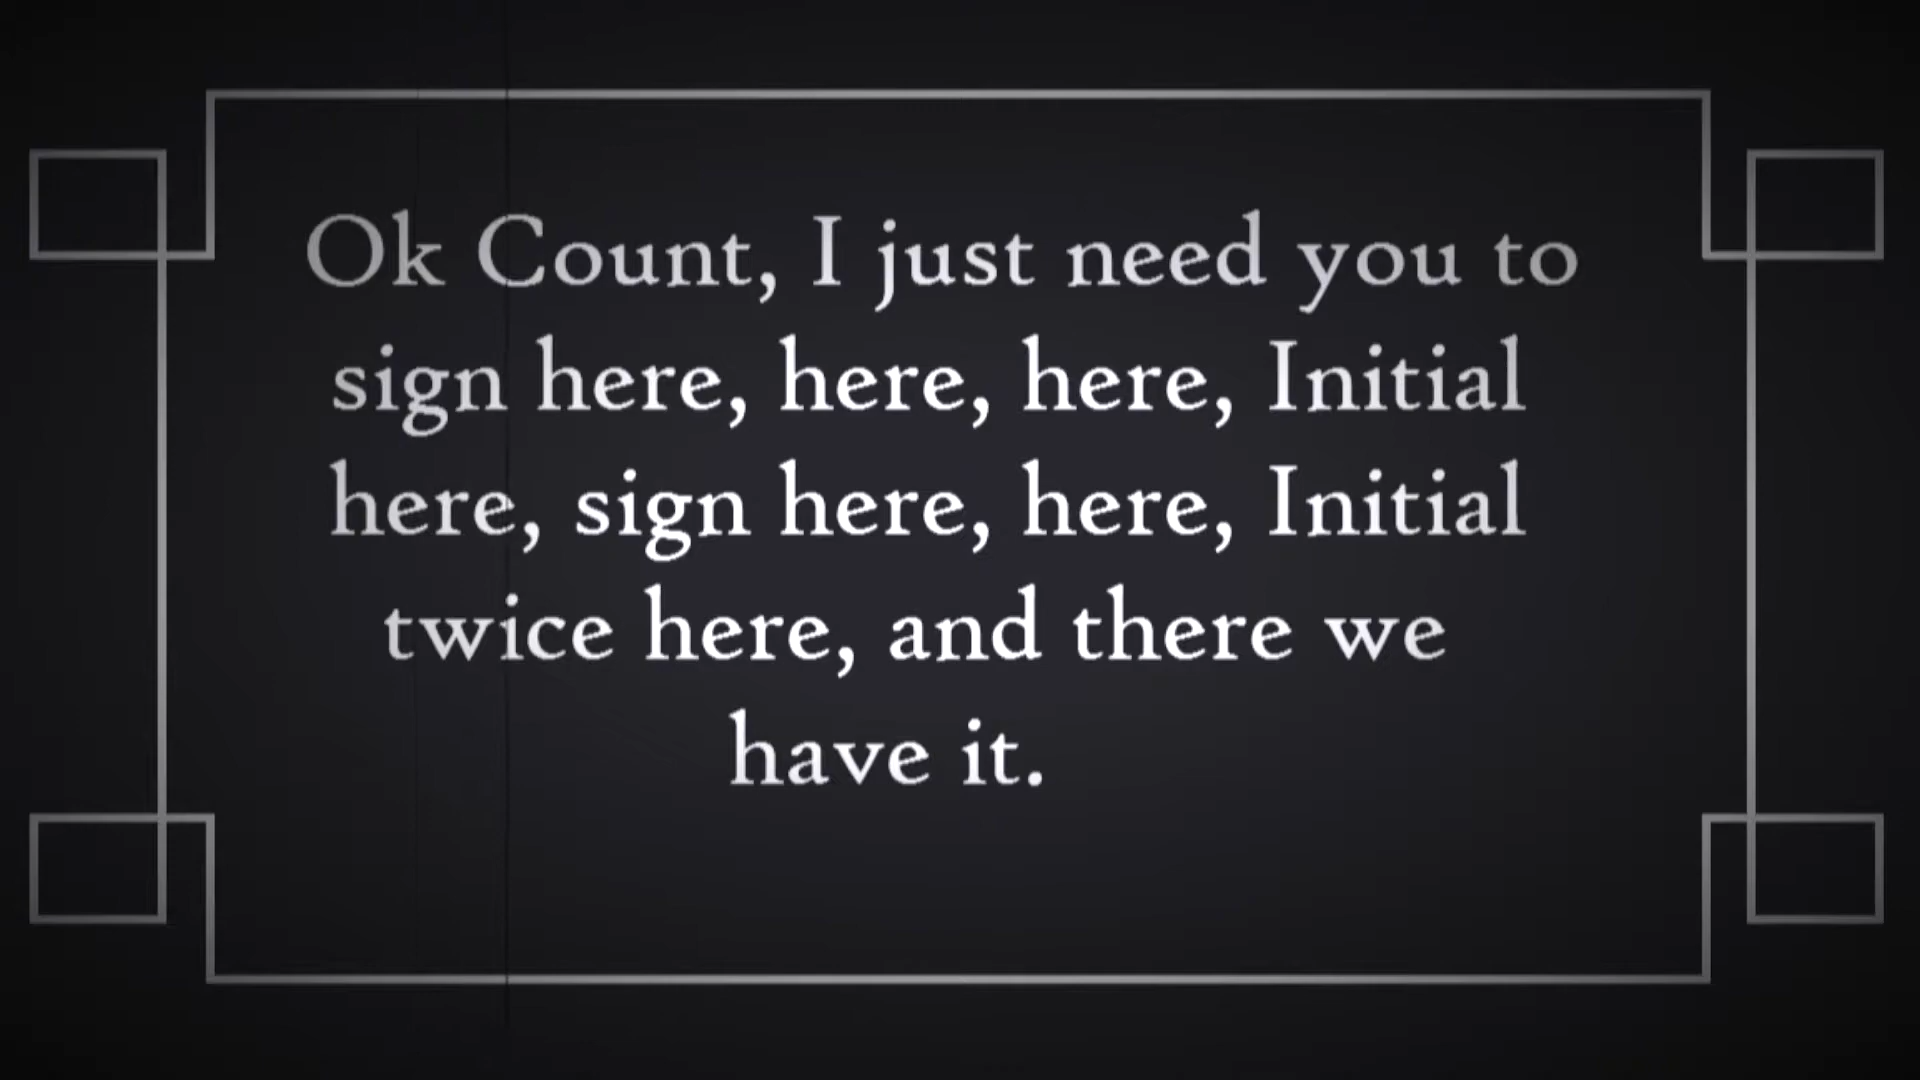 Ok Count, I just need you to
sign here, here, here, Initial
here, sign here, here, Initial
twice here, and there we
have it.